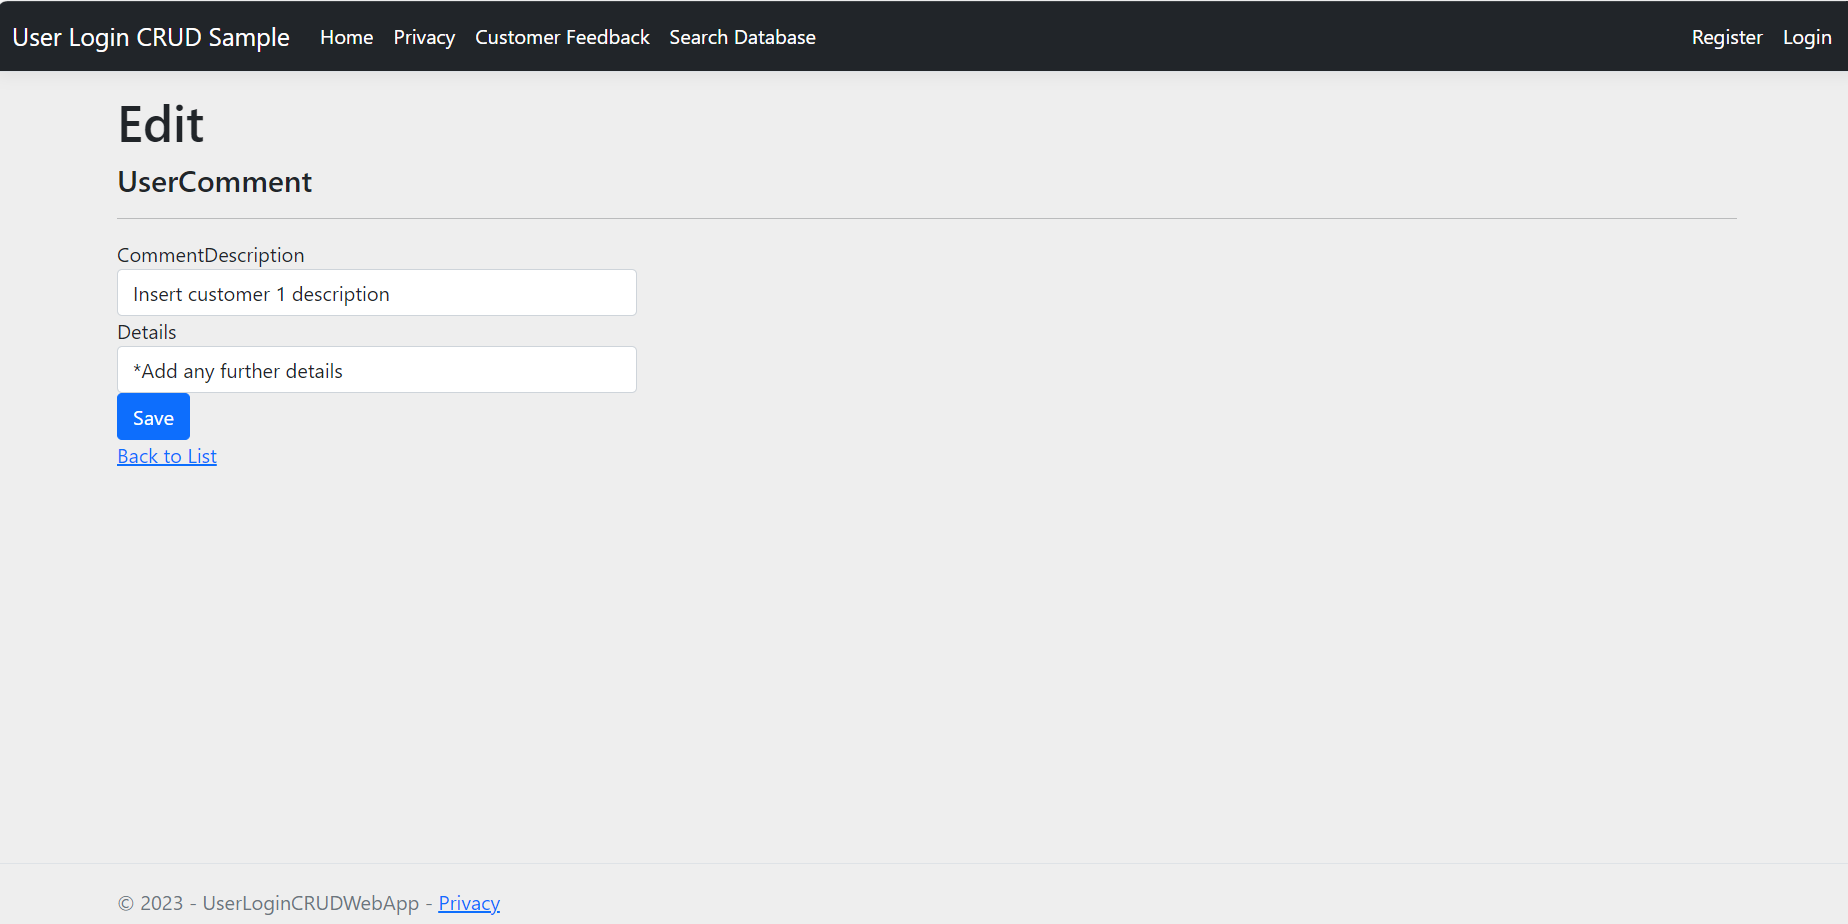 User Login CRUD Sample Home Privacy Customer Feedback Search Database Register Login
Edit
UserComment
CommentDescription
Insert customer 1 description
Details
*Add any further details
Save
Back to List
© 2023 - UserLoginCRUDWebApp - Privacy